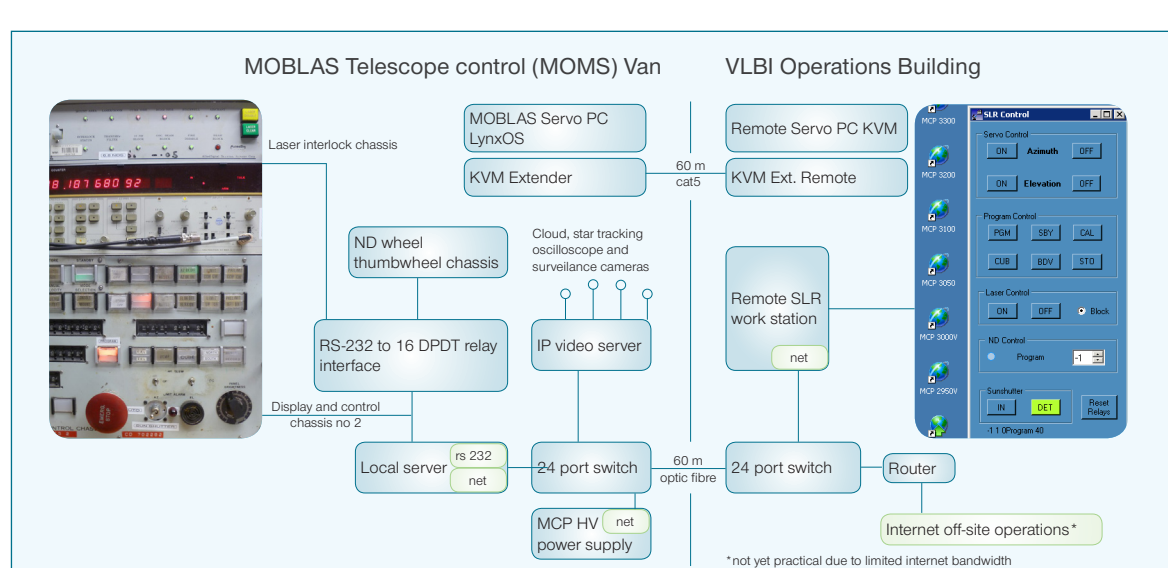 MOBLAS Telescope control (MOMS) Van
VLBI Operations Building
Laser interlock chassis
MOBLAS Servo PC
LynxOS
KVM Extender
60 m
cat5
Remote Servo PC KVM
KVM Ext. Remote
ND wheel
thumbwheel chassis
Cloud, star tracking
oscilloscope and
surveilance cameras
RS-232 to 16 DPDT relay
interface
IP video server
Remote SLR
work station
net
Display and control
chassis no 2
Local server
rs 232
net
24 port switch
60 m
optic fibre
24 port switch
Router
MCP HV
power supply
net
Internet off-site operations*
*not yet practical due to limited internet bandwidth
8.187680 92
MCP 3300
MCP 3200
MCP 3100
MCP 3050
MCP 3000V
MCP 2950V
SLR Control
Servo Control
ON Azimuth OFF
ON Elevation OFF
Program Control
PGM SBY CAL
CUB BDV STO
Laser Control
ON OFF Block
ND Control
Program -1
Sunshutter
IN DET
Reset
Relays
-1 1 0Program 40